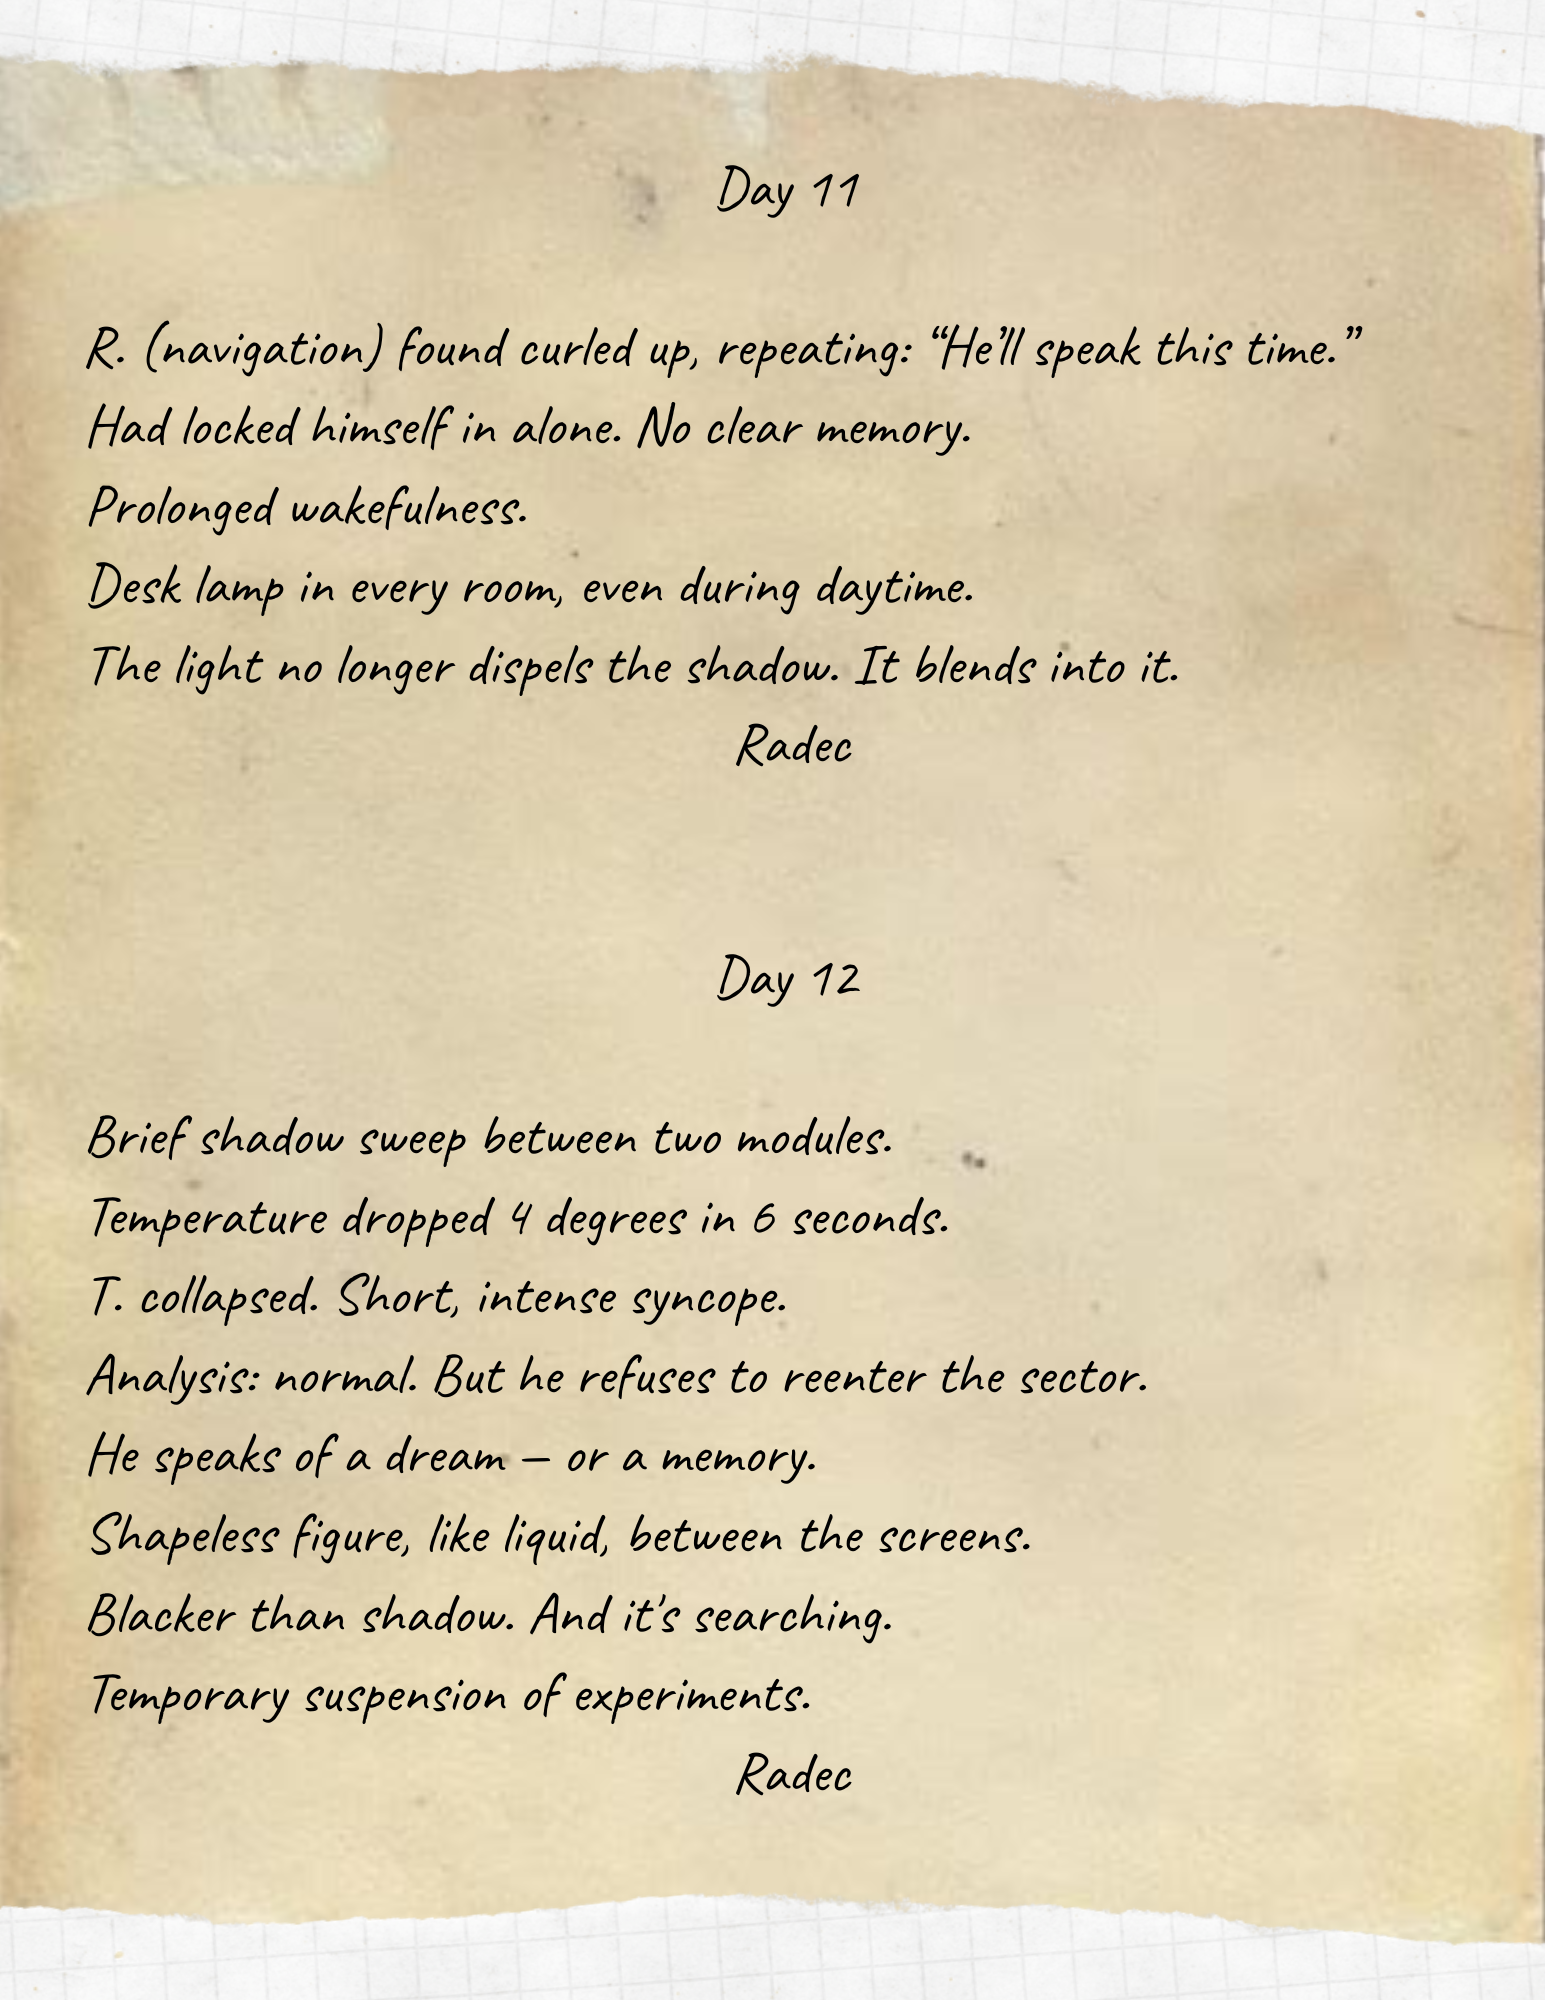 Day 11
R. (navigation) found curled up, repeating: “He’ll speak this time.”
Had locked himself in alone. No clear memory.
Prolonged wakefulness.
Desk lamp in every room, even during daytime.
The light no longer dispels the shadow. It blends into it.
Radec
Day 12
Brief shadow sweep between two modules.
Temperature dropped 4 degrees in 6 seconds.
T. collapsed. Short, intense syncope.
Analysis: normal. But he refuses to reenter the sector.
He speaks of a dream — or a memory.
Shapeless figure, like liquid, between the screens.
Blacker than shadow. And it's searching.
Temporary suspension of experiments.
Radec